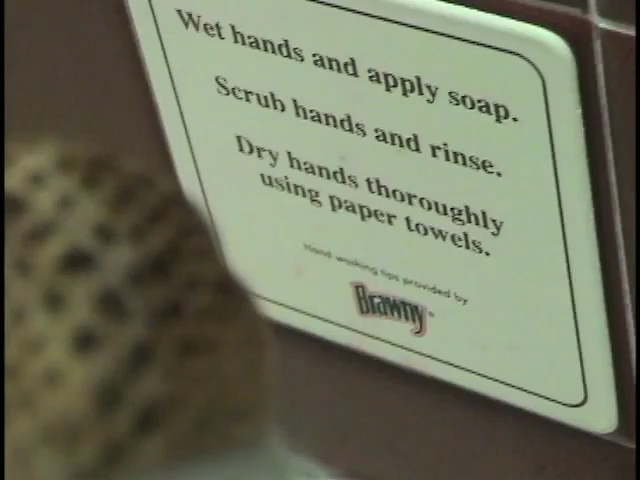 Wet hands and apply soap.
Scrub hands and rinse.
Dry hands thoroughly
using paper towels.
Hand washing tips provided by
Brawny®